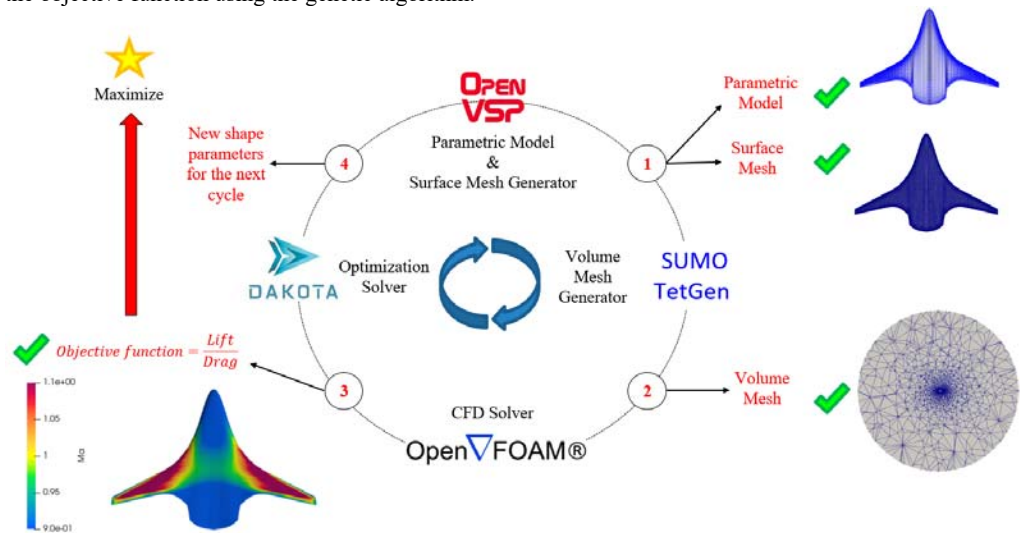 the objective function using the genetic algorithm.
Maximize
New shape
parameters
for the next
cycle
4
OPEN
VSP
Parametric Model
&
Surface Mesh Generator
1
Parametric
Model
Surface
Mesh
DAKOTA
Optimization
Solver
Volume
Mesh
Generator
SUMO
TetGen
Objective function = Lift
Drag
3
CFD Solver
Open▽FOAM®
2
Volume
Mesh
1.1e+00
1.05
1
0.95
9.0e-01
Ma